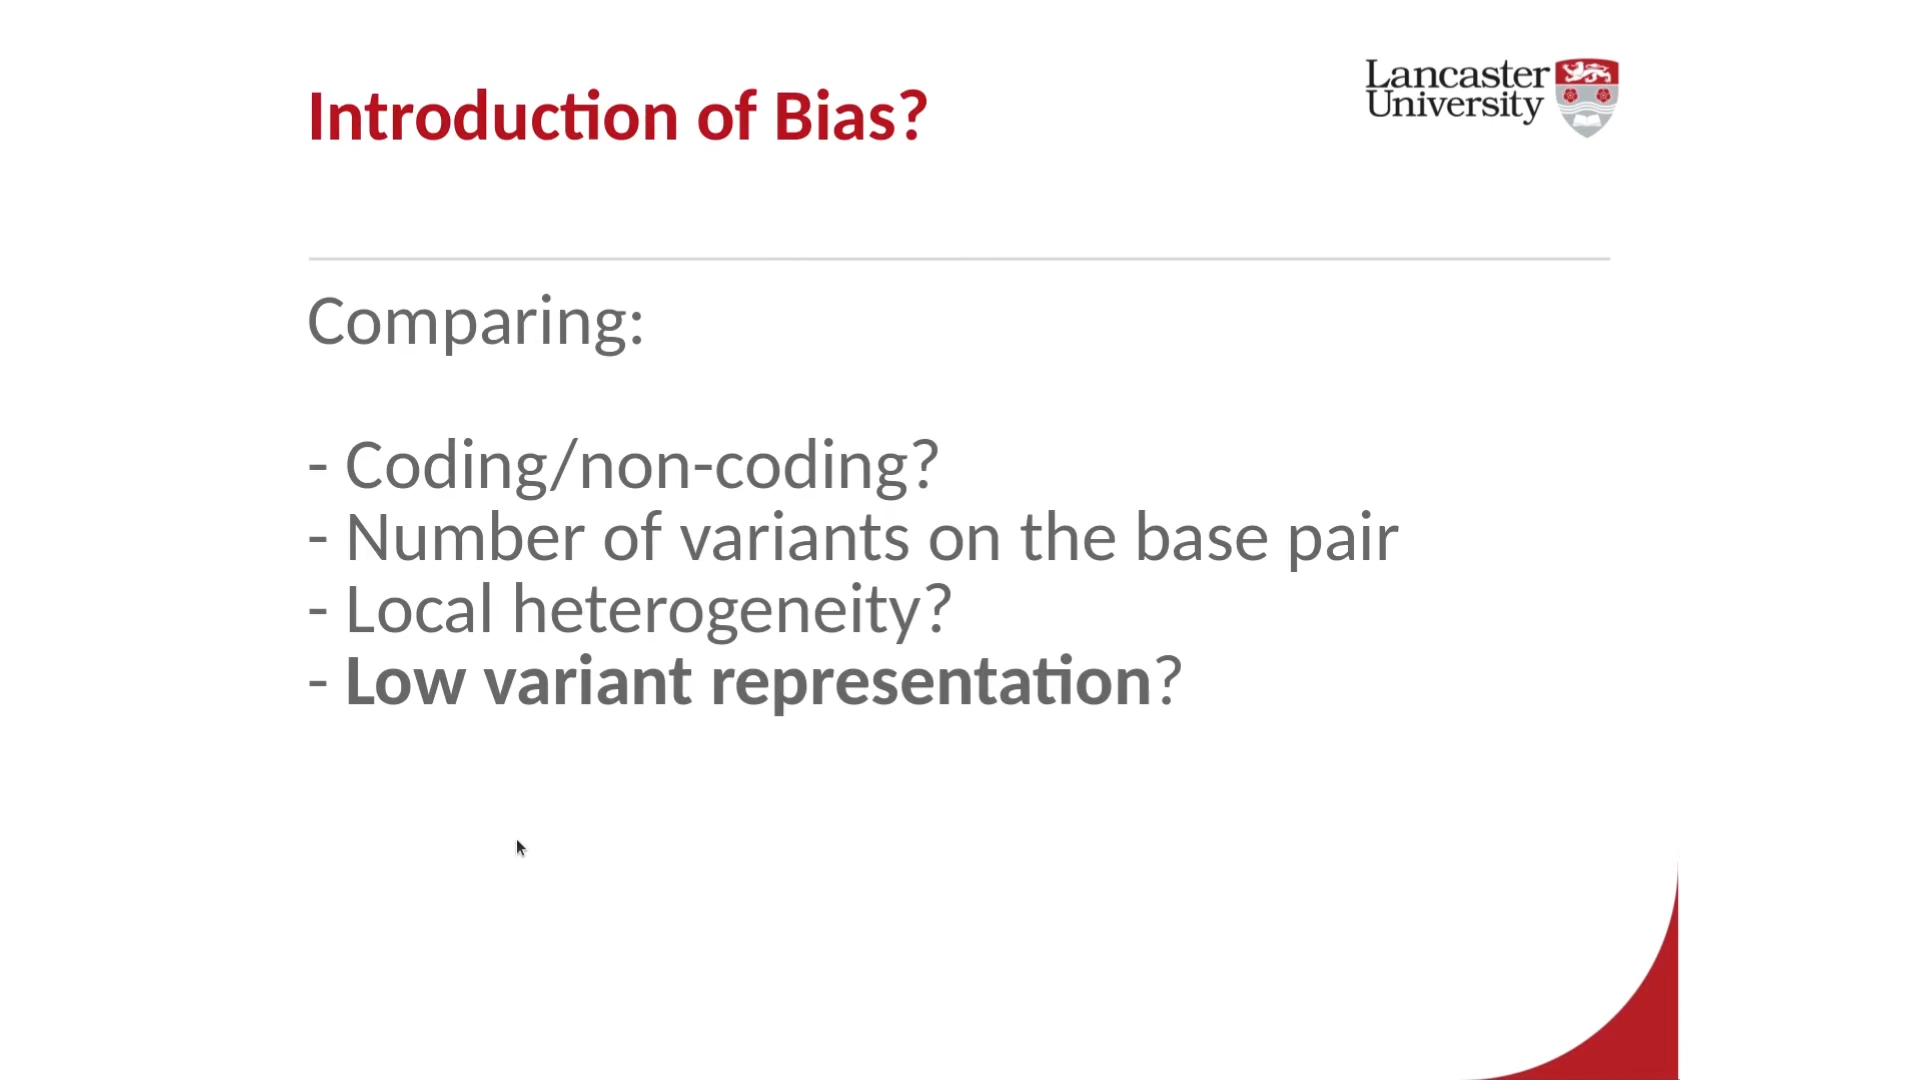 Introduction of Bias?
Lancaster
University
Comparing:
- Coding/non-coding?
- Number of variants on the base pair
- Local heterogeneity?
- Low variant representation?